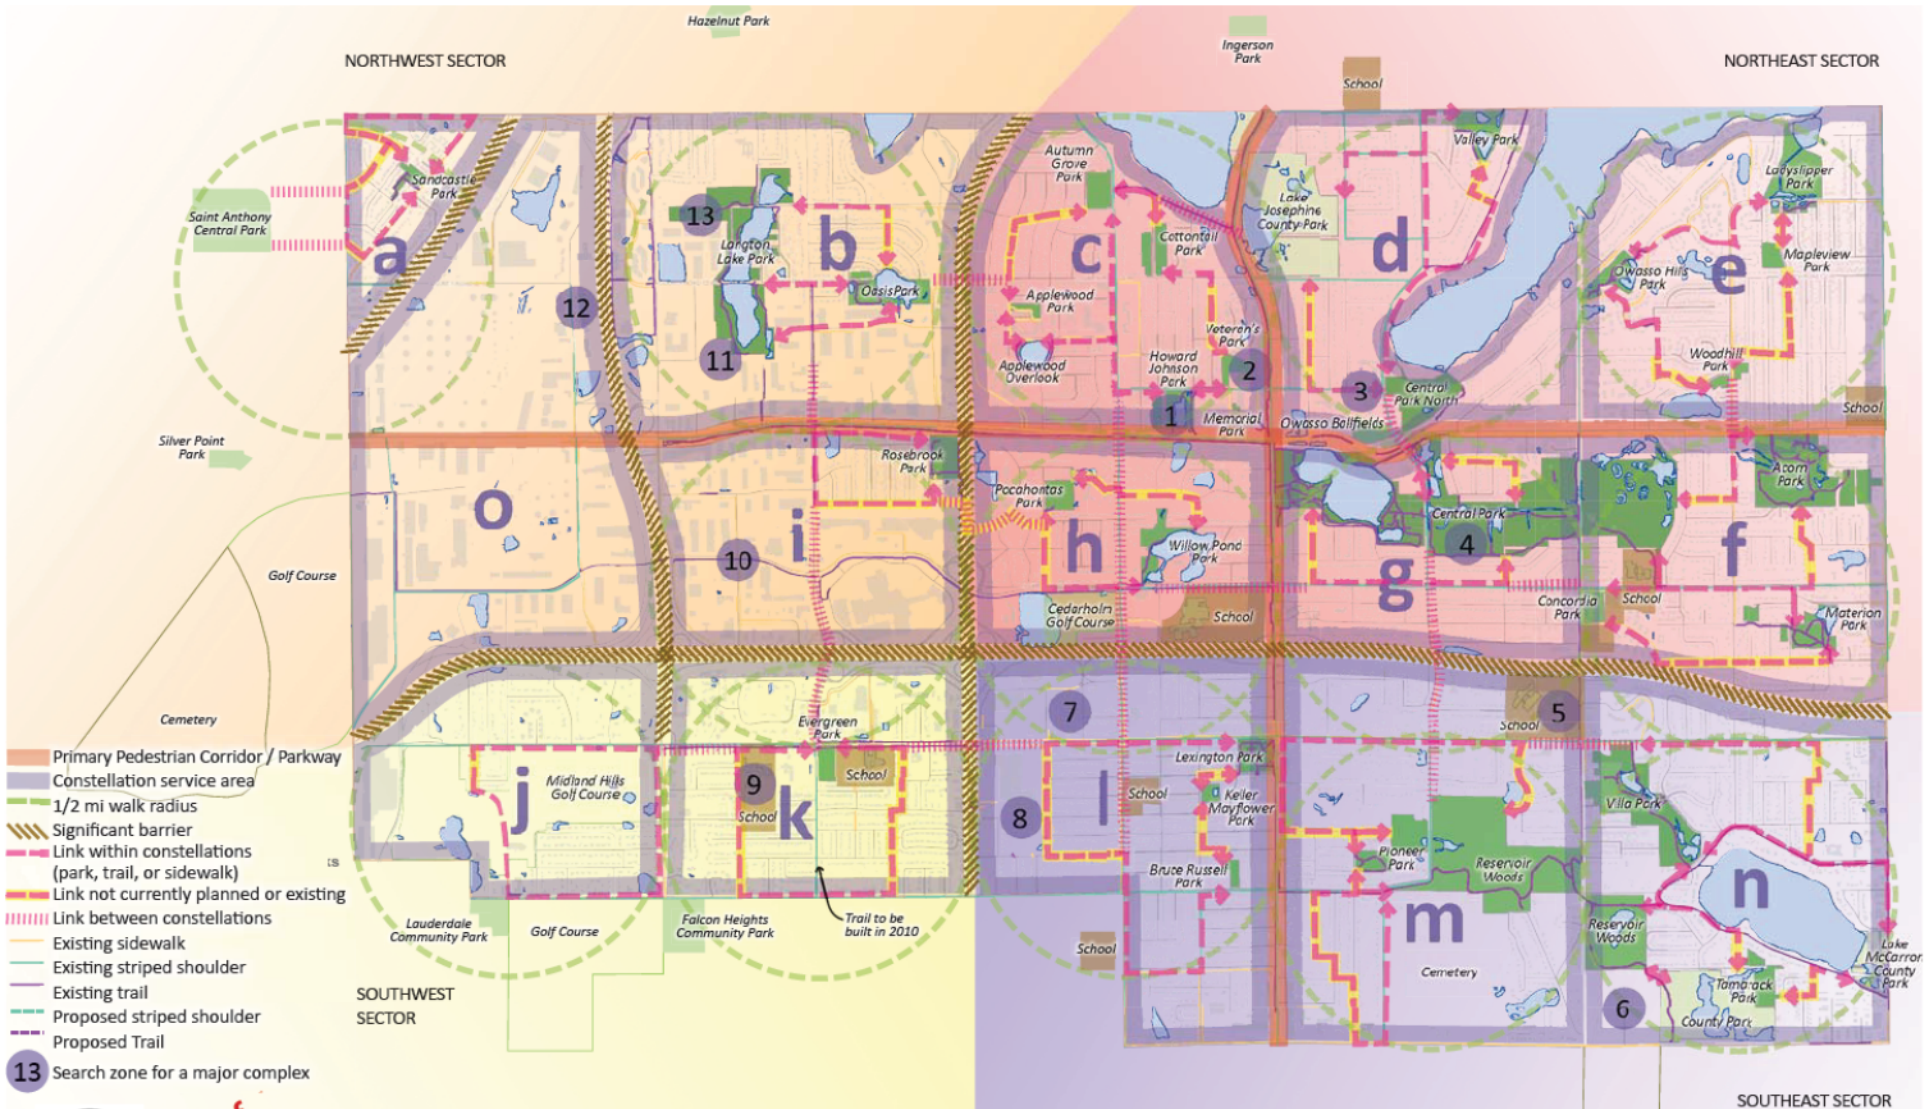 Hazelnut Park
Ingerson
Park
NORTHWEST SECTOR
NORTHEAST SECTOR
School
Valley Park
Autumn
Grove
Park
Sandcastle
Park
Ladyslipper
Park
Saint Anthony
Central Park
13
Lake
Josephine
County Park
a
b
c
d
e
Langton
Lake Park
Cottontail
Park
Mapleview
Park
Owasso Hills
Park
Oasis Park
Applewood
Park
12
Veteran's
Park
11
Applewood
Overlook
Howard
Johnson
Park
2
Woodhill
Park
3
Central
Park North
School
1
Memorial
Park
Owasso Ballfields
Silver Point
Park
Rosebrook
Park
Acorn
Park
Pocahontas
Park
o
i
h
Central Park
4
g
f
Willow Pond
Park
10
Golf Course
Cedarholm
Golf Course
School
Concordia
Park
School
Materion
Park
Cemetery
7
5
School
Evergreen
Park
Primary Pedestrian Corridor / Parkway
Constellation service area
1/2 mi walk radius
Significant barrier
Link within constellations
(park, trail, or sidewalk)
Link not currently planned or existing
Link between constellations
Existing sidewalk
Existing striped shoulder
Existing trail
Proposed striped shoulder
Proposed Trail
13 Search zone for a major complex
j
Midland Hills
Golf Course
9
School
School
k
8
l
Lexington Park
School
Keller
Mayflower
Park
Villa Park
Pioneer
Park
Reservoir
Woods
Bruce Russell
Park
ks
n
m
Lauderdale
Community Park
Golf Course
Falcon Heights
Community Park
Trail to be
built in 2010
Reservoir
Woods
School
Cemetery
Lake
McCarron
County
Park
Tamarack
Park
6
County Park
SOUTHWEST
SECTOR
SOUTHEAST SECTOR